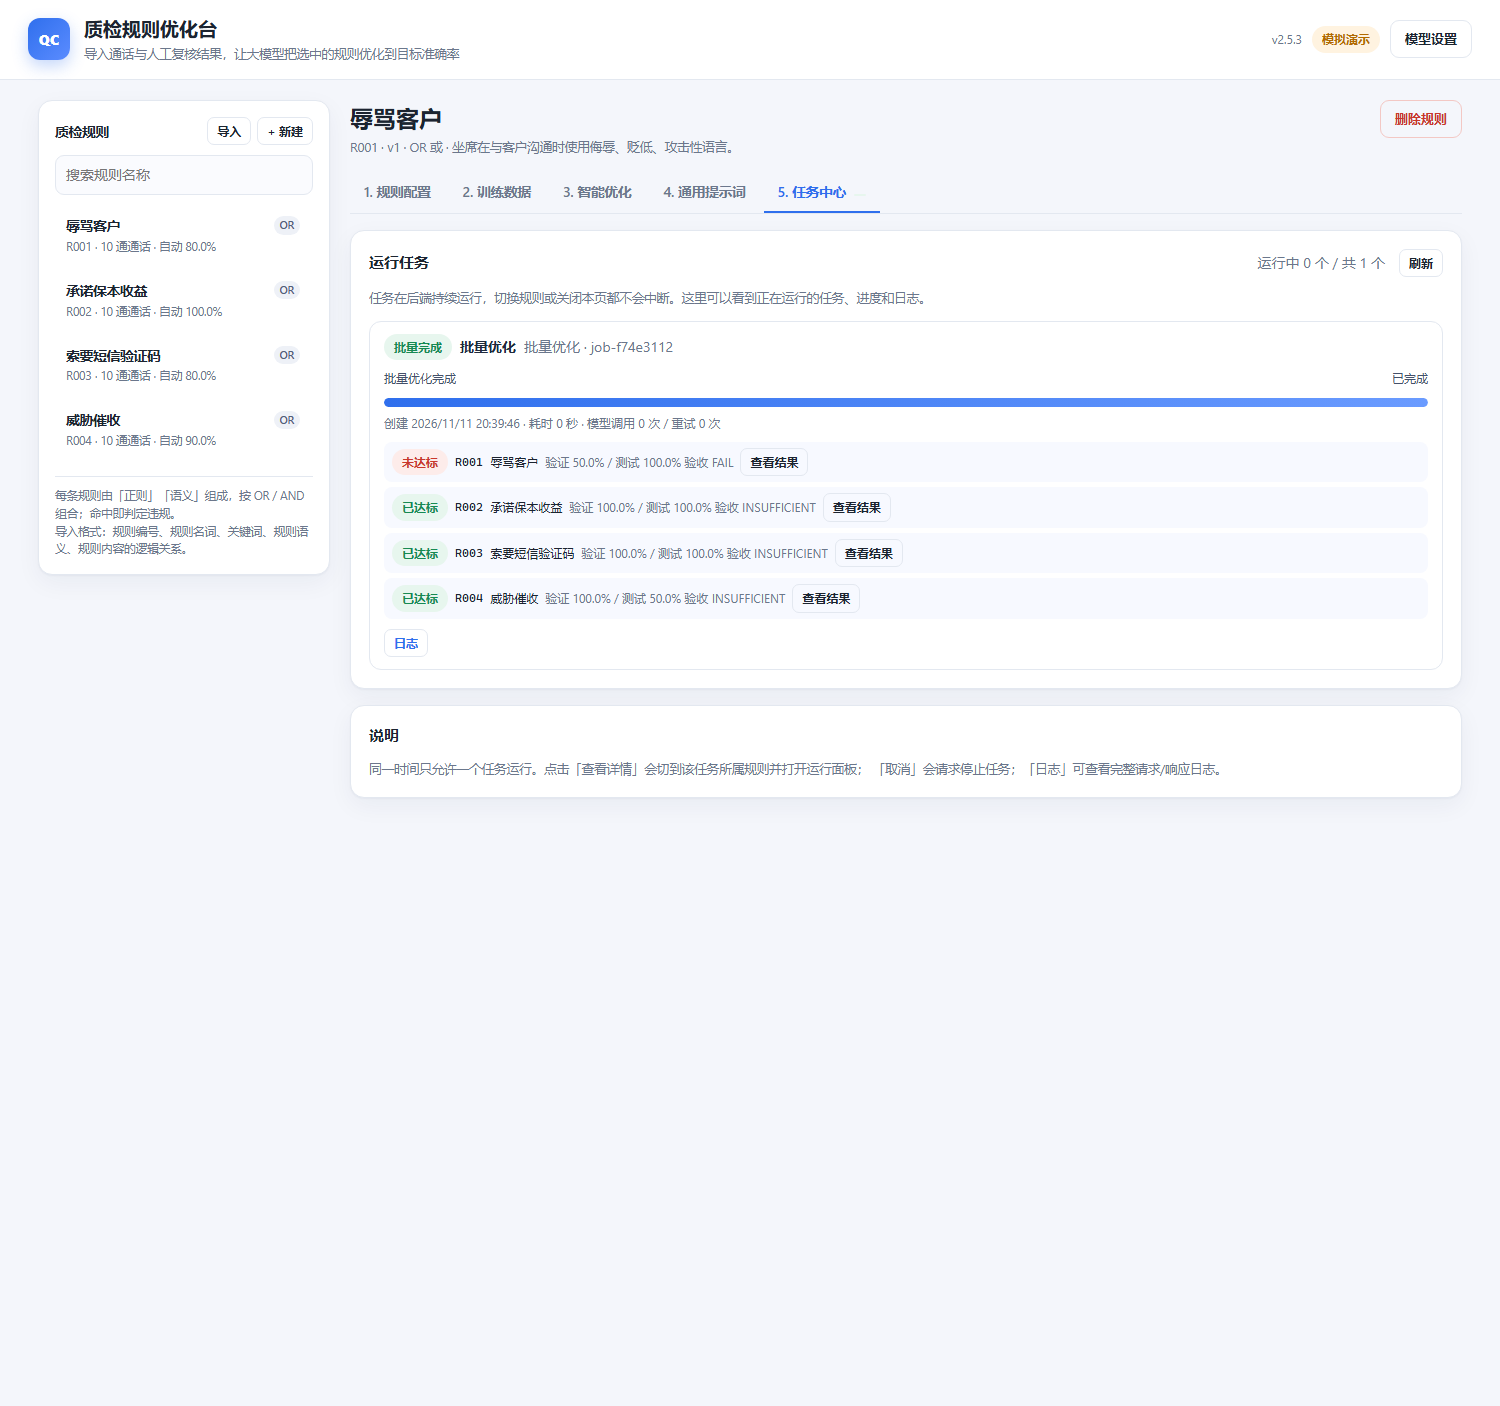 QC
质检规则优化台
导入通话与人工复核结果，让大模型把选中的规则优化到目标准确率
v2.5.3
模拟演示
模型设置
质检规则
导入
+ 新建
搜索规则名称
辱骂客户
OR
R001 · 10 通通话 · 自动 80.0%
承诺保本收益
OR
R002 · 10 通通话 · 自动 100.0%
索要短信验证码
OR
R003 · 10 通通话 · 自动 80.0%
威胁催收
OR
R004 · 10 通通话 · 自动 90.0%
每条规则由「正则」「语义」组成，按 OR / AND
组合；命中即判定违规。
导入格式：规则编号、规则名词、关键词、规则语
义、规则内容的逻辑关系。
辱骂客户
删除规则
R001 · v1 · OR 或 · 坐席在与客户沟通时使用侮辱、贬低、攻击性语言。
1. 规则配置
2. 训练数据
3. 智能优化
4. 通用提示词
5. 任务中心
运行任务
运行中 0 个 / 共 1 个
刷新
任务在后端持续运行，切换规则或关闭本页都不会中断。这里可以看到正在运行的任务、进度和日志。
批量完成 批量优化 批量优化 · job-f74e3112
批量优化完成
已完成
创建 2026/11/11 20:39:46 · 耗时 0 秒 · 模型调用 0 次 / 重试 0 次
未达标 R001 辱骂客户 验证 50.0% / 测试 100.0% 验收 FAIL 查看结果
已达标 R002 承诺保本收益 验证 100.0% / 测试 100.0% 验收 INSUFFICIENT 查看结果
已达标 R003 索要短信验证码 验证 100.0% / 测试 100.0% 验收 INSUFFICIENT 查看结果
已达标 R004 威胁催收 验证 100.0% / 测试 50.0% 验收 INSUFFICIENT 查看结果
日志
说明
同一时间只允许一个任务运行。点击「查看详情」会切到该任务所属规则并打开运行面板；「取消」会请求停止任务；「日志」可查看完整请求/响应日志。